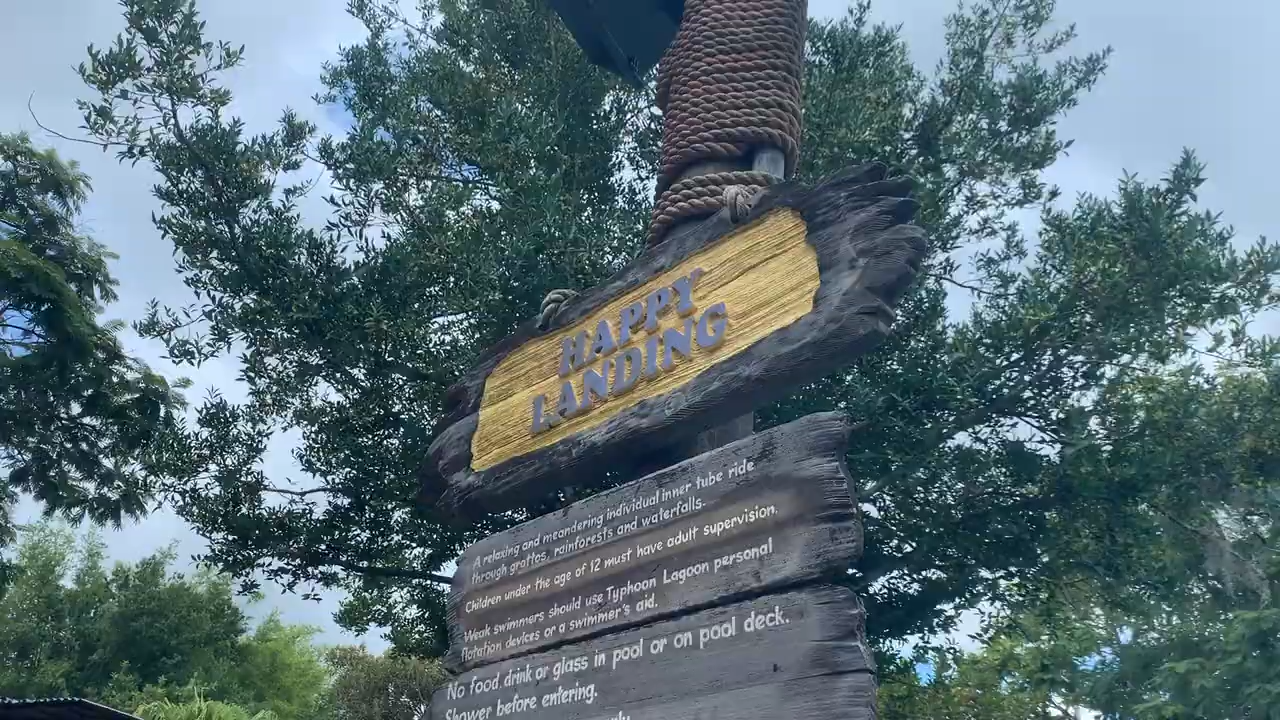 HAPPY
LANDING
A relaxing and meandering individual inner tube ride
through grottos, rainforests and waterfalls.
Children under the age of 12 must have adult supervision.
Weak swimmers should use Typhoon Lagoon personal
flotation devices or a swimmer's aid.
No food, drink or glass in pool or on pool deck.
Shower before entering.